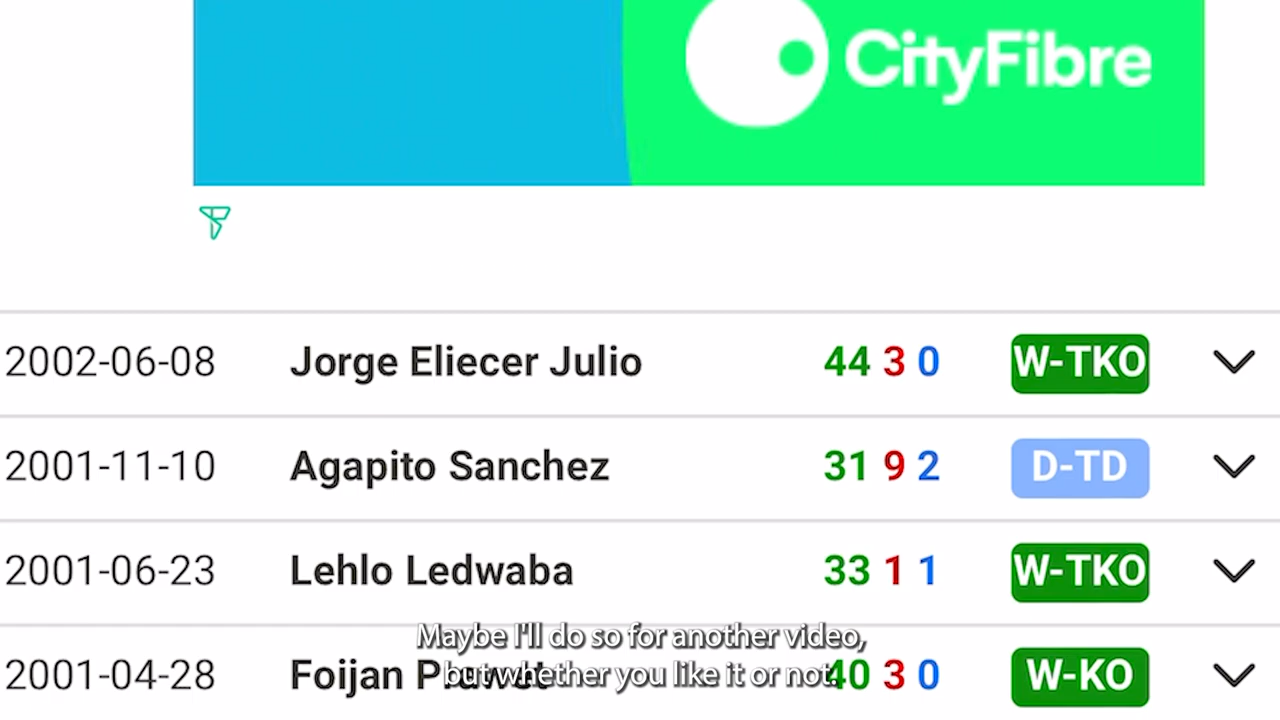 CityFibre
2002-06-08 Jorge Eliecer Julio 44 3 0 W-TKO
2001-11-10 Agapito Sanchez 31 9 2 D-TD
2001-06-23 Lehlo Ledwaba 33 1 1 W-TKO
Maybe I'll do so for another video,
2001-04-28 Foijan 40 3 0 W-KO
but whether you like it or not.